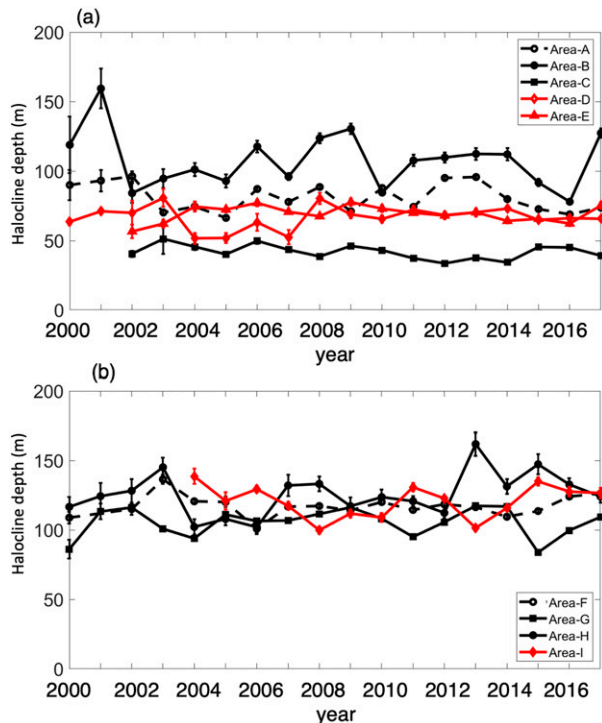 (a)
200
150
100
50
0
Halocline depth (m)
Area-A
Area-B
Area-C
Area-D
Area-E
2000 2002 2004 2006 2008 2010 2012 2014 2016
year
(b)
200
150
100
50
0
Halocline depth (m)
Area-F
Area-G
Area-H
Area-I
2000 2002 2004 2006 2008 2010 2012 2014 2016
year